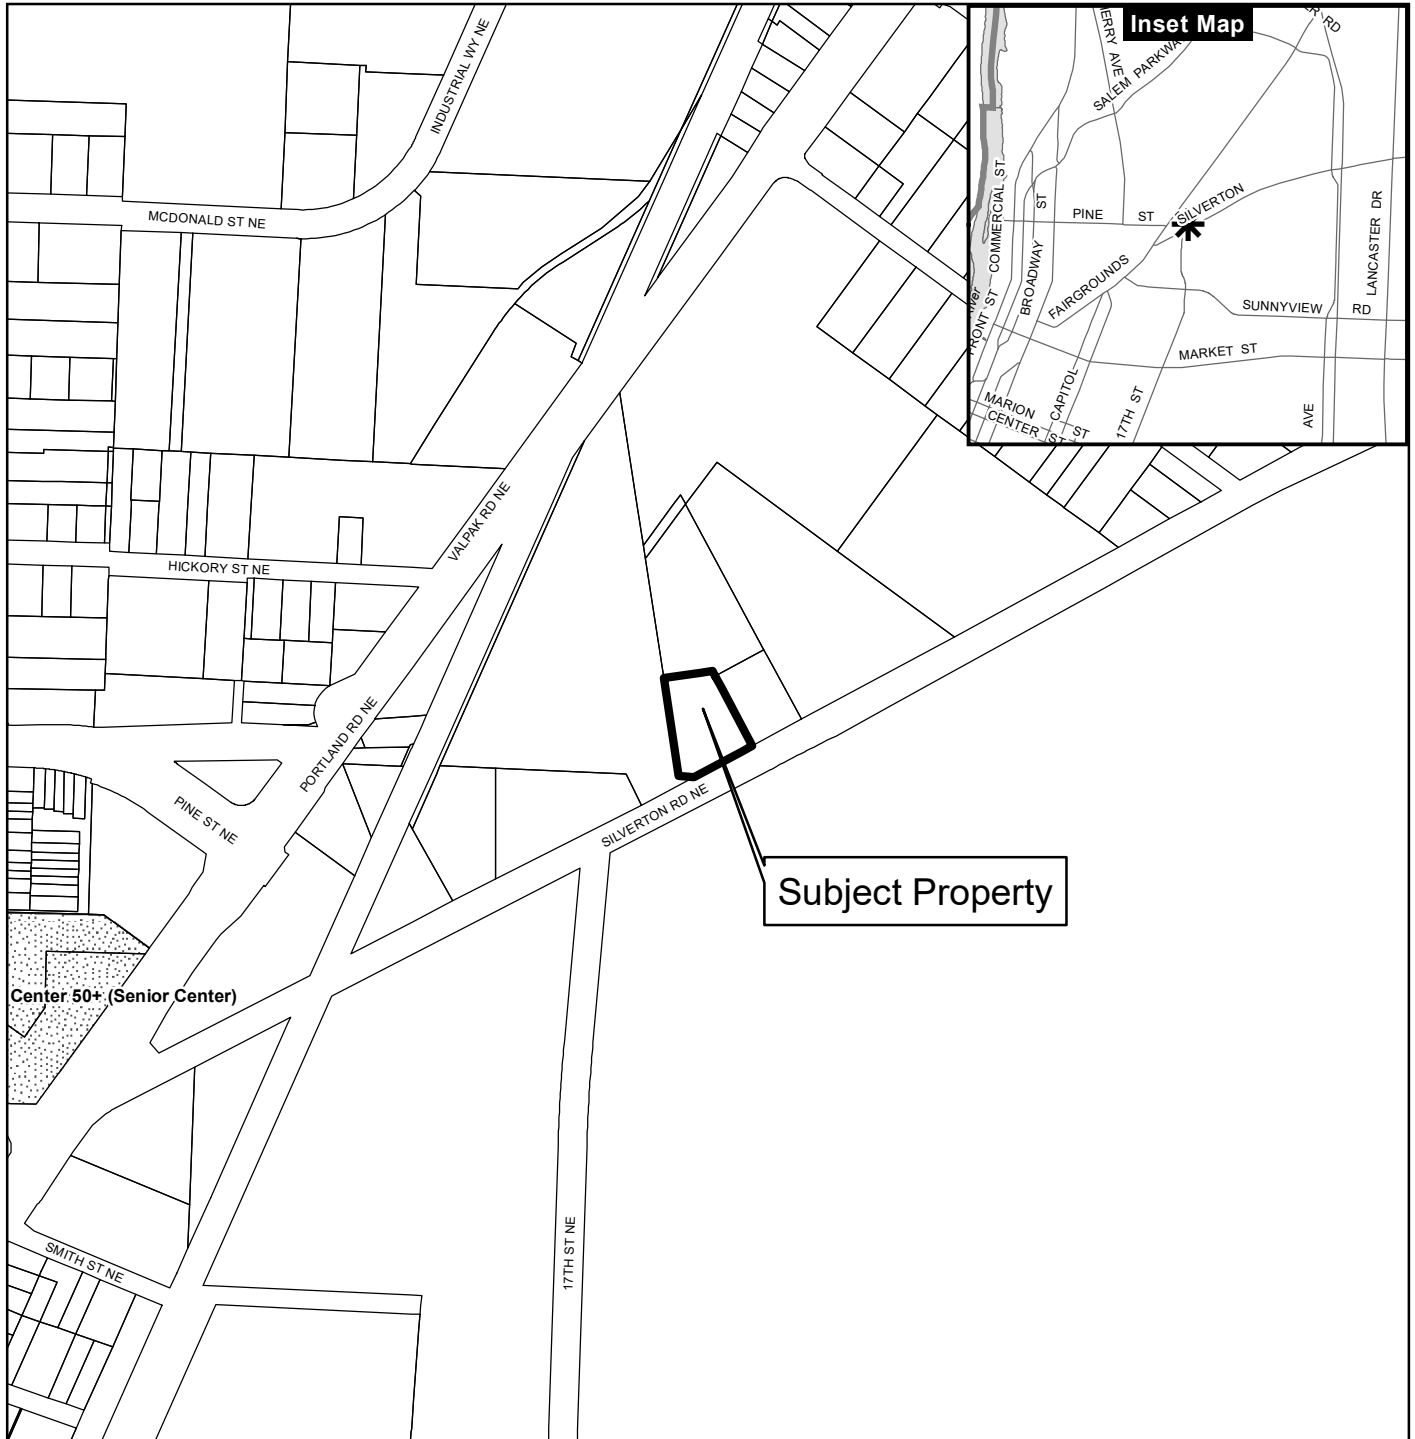 Inset Map
SALEM PARKWA
PINE ST
SILVERTON
COMMERCIAL ST
BROADWAY ST
FRONT ST
FAIRGROUNDS
LANCASTER DR
SUNNYVIEW RD
MARKET ST
CAPITOL ST
17TH ST
AVE
MARION ST
CENTER ST
INDUSTRIAL WY NE
MCDONALD ST NE
VALPAK RD NE
HICKORY ST NE
PORTLAND RD NE
PINE ST NE
SILVERTON RD NE
Subject Property
Center 50+ (Senior Center)
17TH ST NE
SMITH ST NE